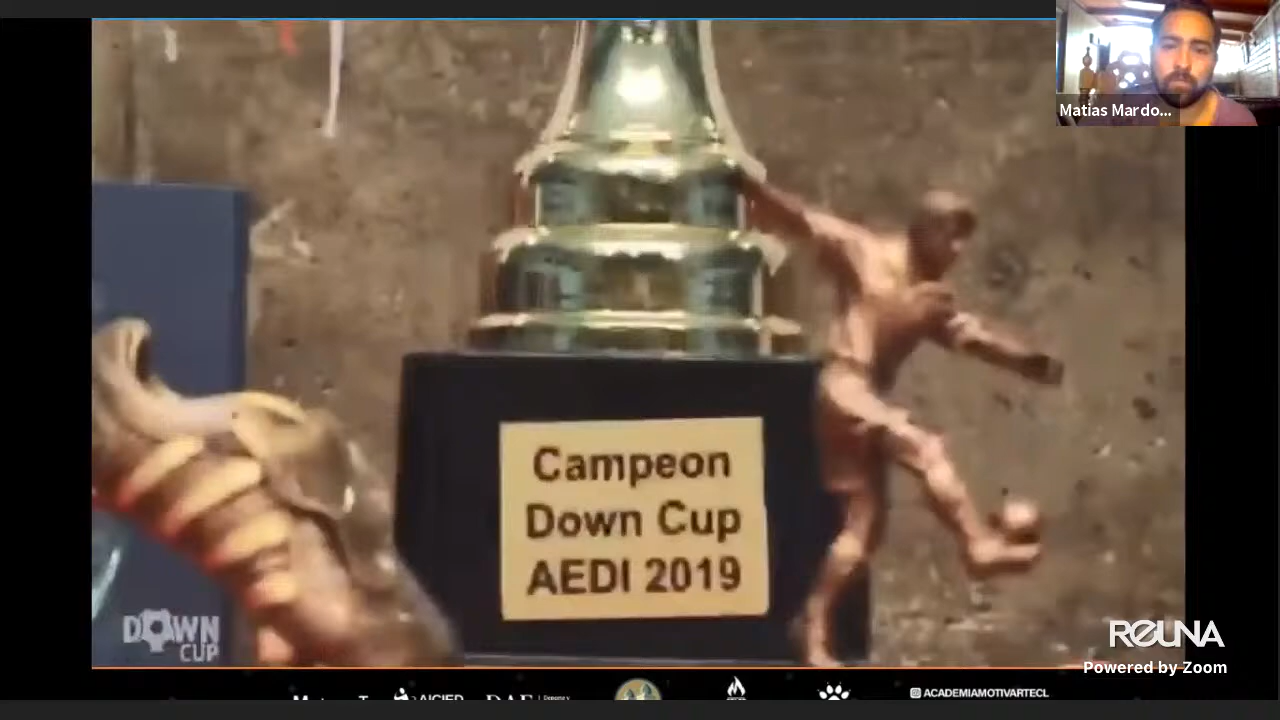 Matias Mardo...
Campeon
Down Cup
AEDI 2019
DOWN
CUP
REUNA
Powered by Zoom
ACADEMIAMOTIVARTECL